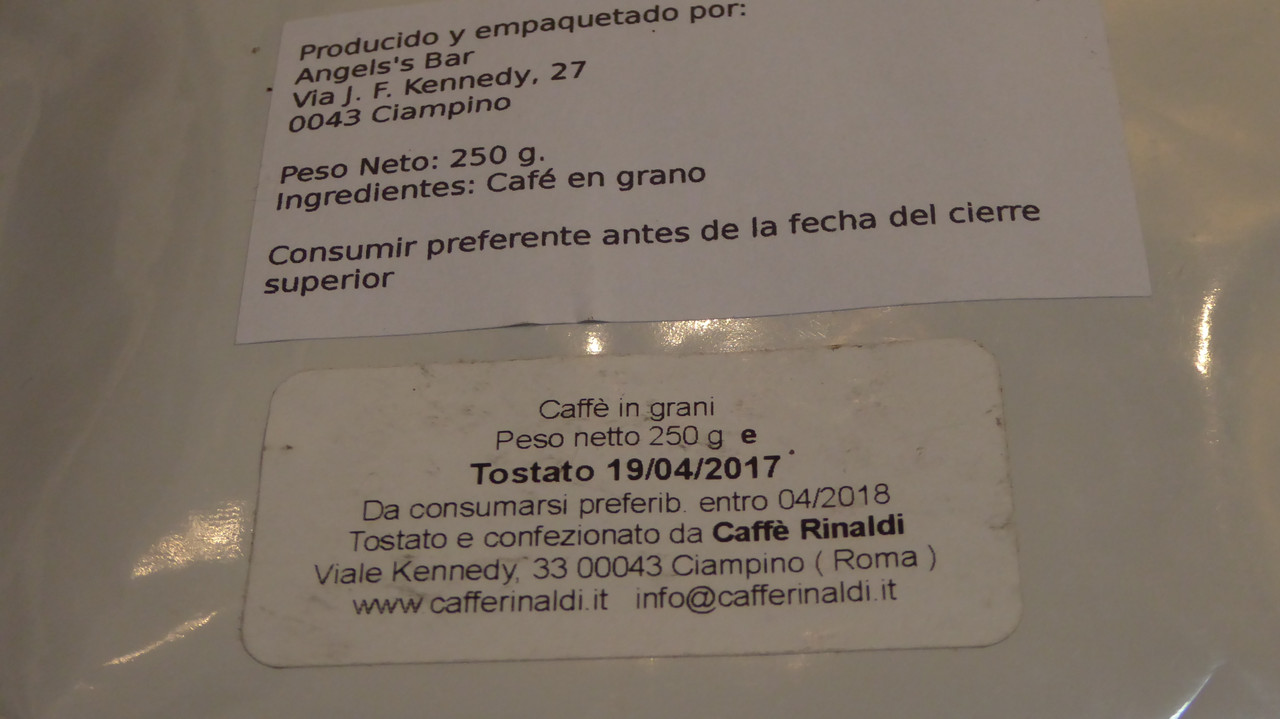 Producido y empaquetado por:
Angels's Bar
Via J. F. Kennedy, 27
0043 Ciampino
Peso Neto: 250 g.
Ingredientes: Café en grano
Consumir preferente antes de la fecha del cierre
superior
Caffè in grani
Peso netto 250 g e
Tostato 19/04/2017
Da consumarsi preferib. entro 04/2018
Tostato e confezionato da Caffè Rinaldi
Viale Kennedy, 33 00043 Ciampino ( Roma )
www.cafferinaldi.it info@cafferinaldi.it